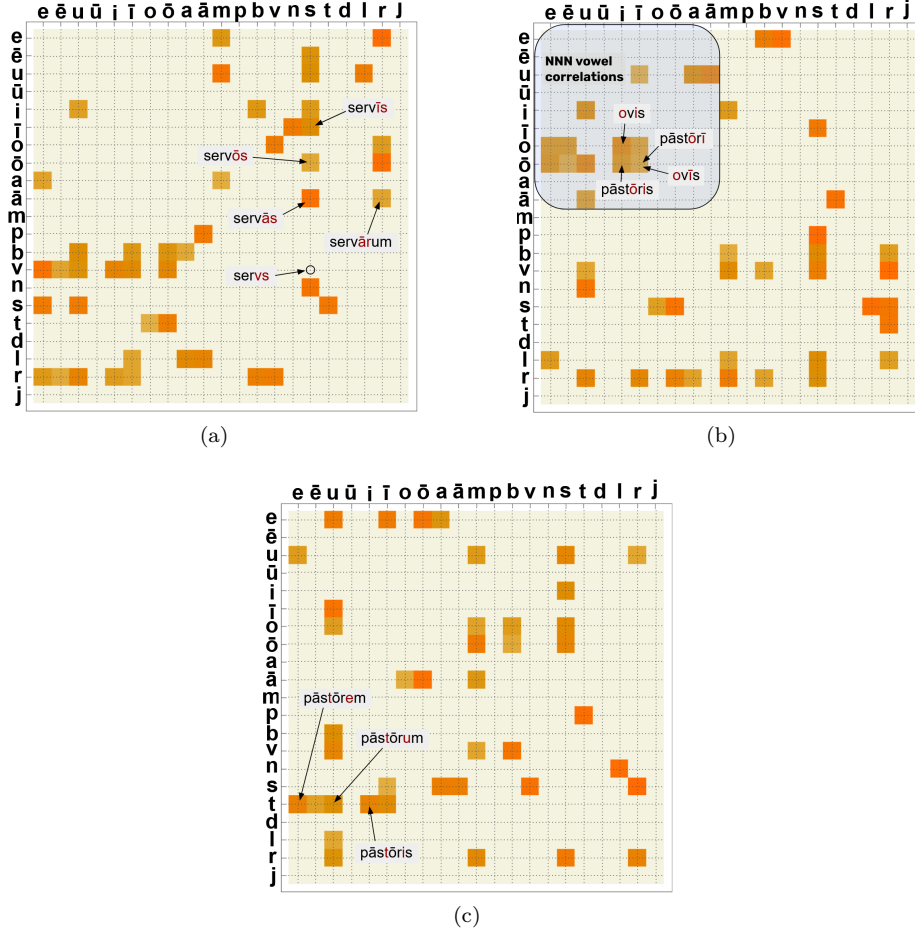 e ē u ū i ī o ō a ā m p b v n s t d l r j
e
ē
u
ū
i
ī
o
ō
a
ā
m
p
b
v
n
s
t
d
l
r
j
servīs
servōs
servās
servārum
servs
(a)
e ē u ū i ī o ō a ā m p b v n s t d l r j
e
ē
u
ū
i
ī
o
ō
a
ā
m
p
b
v
n
s
t
d
l
r
j
NNN vowel
correlations
ovis
pāstōrī
ovīs
pāstōris
(b)
e ē u ū i ī o ō a ā m p b v n s t d l r j
e
ē
u
ū
i
ī
o
ō
a
ā
m
p
b
v
n
s
t
d
l
r
j
pāstōrem
pāstōrum
pāstōris
(c)